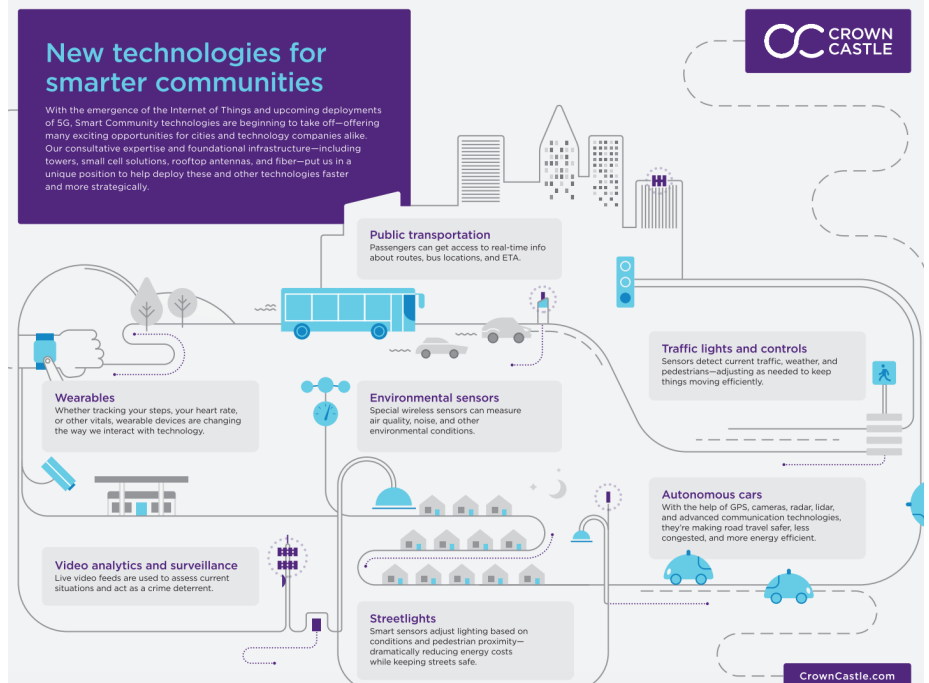 New technologies for
smarter communities
With the emergence of the Internet of Things and upcoming deployments
of 5G, Smart Community technologies are beginning to take off—offering
many exciting opportunities for cities and technology companies alike.
Our consultative expertise and foundational infrastructure—including
towers, small cell solutions, rooftop antennas, and fiber—put us in a
unique position to help deploy these and other technologies faster
and more strategically.
CROWN
CASTLE
Public transportation
Passengers can get access to real-time info
about routes, bus locations, and ETA.
Traffic lights and controls
Sensors detect current traffic, weather, and
pedestrians—adjusting as needed to keep
things moving efficiently.
Wearables
Whether tracking your steps, your heart rate,
or other vitals, wearable devices are changing
the way we interact with technology.
Environmental sensors
Special wireless sensors can measure
air quality, noise, and other
environmental conditions.
Autonomous cars
With the help of GPS, cameras, radar, lidar,
and advanced communication technologies,
they're making road travel safer, less
congested, and more energy efficient.
Video analytics and surveillance
Live video feeds are used to assess current
situations and act as a crime deterrent.
Streetlights
Smart sensors adjust lighting based on
conditions and pedestrian proximity—
dramatically reducing energy costs
while keeping streets safe.
CrownCastle.com